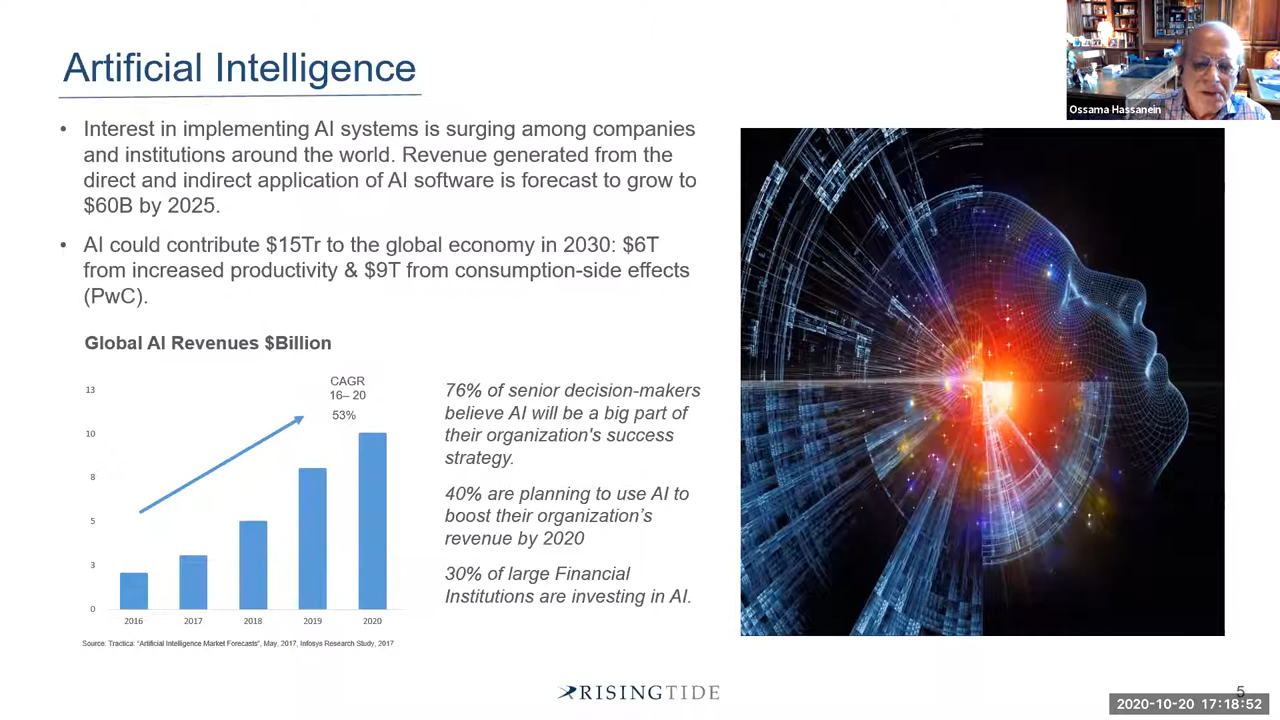 Artificial Intelligence
Ossama Hassanein
• Interest in implementing AI systems is surging among companies
and institutions around the world. Revenue generated from the
direct and indirect application of AI software is forecast to grow to
$60B by 2025.
• AI could contribute $15Tr to the global economy in 2030: $6T
from increased productivity & $9T from consumption-side effects
(PwC).
Global AI Revenues $Billion
CAGR
16– 20
53%
13
10
8
5
3
0
2016 2017 2018 2019 2020
Source: Tractica: “Artificial Intelligence Market Forecasts”, May, 2017, Infosys Research Study, 2017
76% of senior decision-makers
believe AI will be a big part of
their organization's success
strategy.
40% are planning to use AI to
boost their organization’s
revenue by 2020
30% of large Financial
Institutions are investing in AI.
RISINGTIDE
5
2020-10-20 17:18:52